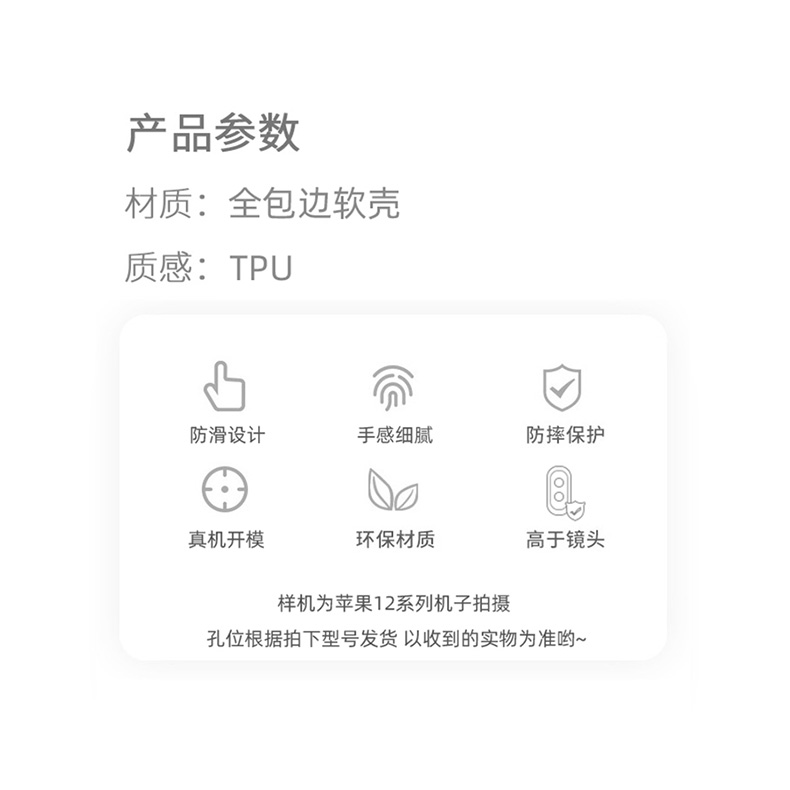 产品参数
材质：全包边软壳
质感：TPU
防滑设计 手感细腻 防摔保护
真机开模 环保材质 高于镜头
样机为苹果12系列机子拍摄
孔位根据拍下型号发货 以收到的实物为准哟~